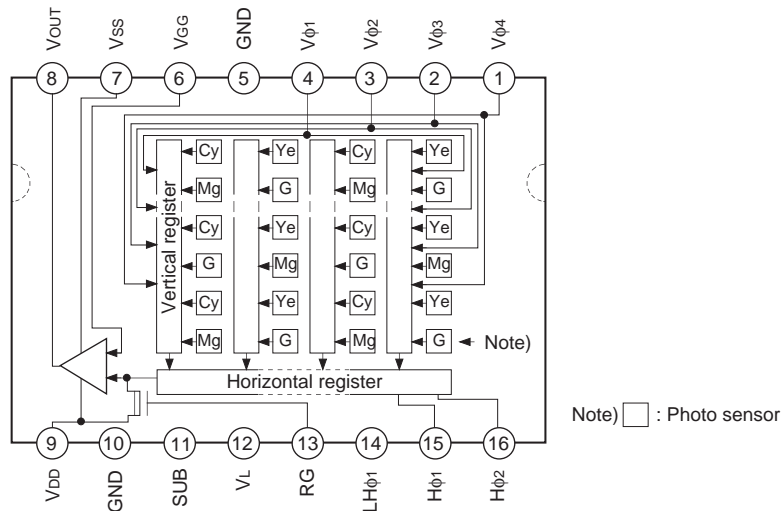 VOUT VSS VGG GND Vϕ1 Vϕ2 Vϕ3 Vϕ4
8 7 6 5 4 3 2 1
Cy Ye Cy Ye
Mg G Mg G
Cy Ye Cy Ye
G Mg G Mg
Cy Ye Cy Ye
Mg G Mg G
Vertical register
Note)
Horizontal register
Note) : Photo sensor
9 10 11 12 13 14 15 16
VDD GND SUB VL RG LHϕ1 Hϕ1 Hϕ2